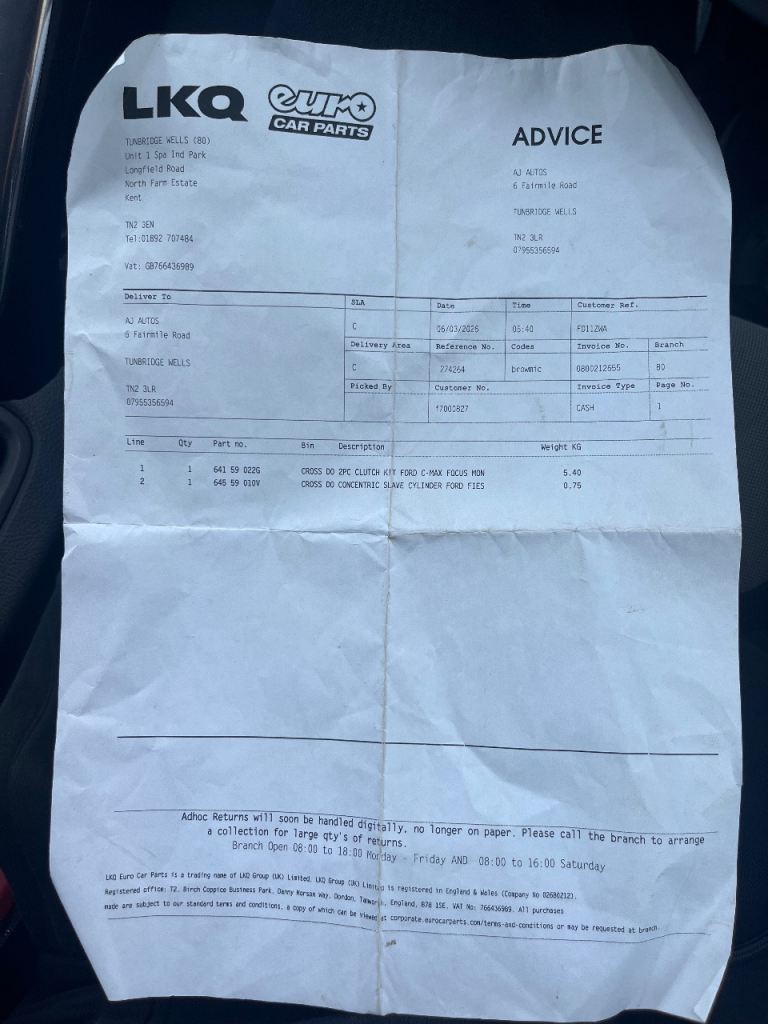 LKQ euro CAR PARTS
ADVICE
TUNBRIDGE WELLS (80)
Unit 1 Spa Ind Park
Longfield Road
North Farm Estate
Kent
TN2 3EN
Tel:01892 707484
Vat: GB766436989
AJ AUTOS
6 Fairmile Road
TUNBRIDGE WELLS
TN2 3LR
07955356594
Deliver To
AJ AUTOS
6 Fairmile Road
TUNBRIDGE WELLS
TN2 3LR
07955356594
SLA Date Time Customer Ref.
C 06/03/2026 05:40 FD11ZWA
Delivery Area Reference No. Codes Invoice No. Branch
C 274264 brownic 0800212655 80
Picked By Customer No. Invoice Type Page No.
17000827 CASH 1
Line Qty Part no. Bin Description Weight KG
1 1 641 59 022G CROSS DO 2PC CLUTCH KIT FORD C-MAX FOCUS MON 5.40
2 1 645 59 010V CROSS DO CONCENTRIC SLAVE CYLINDER FORD FIES 0.75
Adhoc Returns will soon be handled digitally, no longer on paper. Please call the branch to arrange
a collection for large qty's of returns.
Branch Open 08:00 to 18:00 Monday - Friday AND 08:00 to 16:00 Saturday
LKQ Euro Car Parts is a trading name of LKQ Group (UK) Limited. LKQ Group (UK) Limited is registered in England & Wales (Company No 02680212).
Registered office: T2, Birch Coppice Business Park, Danny Morson Way, Dordon, England, B78 1SE. VAT No: 766436989. All purchases
made are subject to our standard terms and conditions, a copy of which can be viewed at corporate.eurocarparts.com/terms-and-conditions or may be requested at branch.